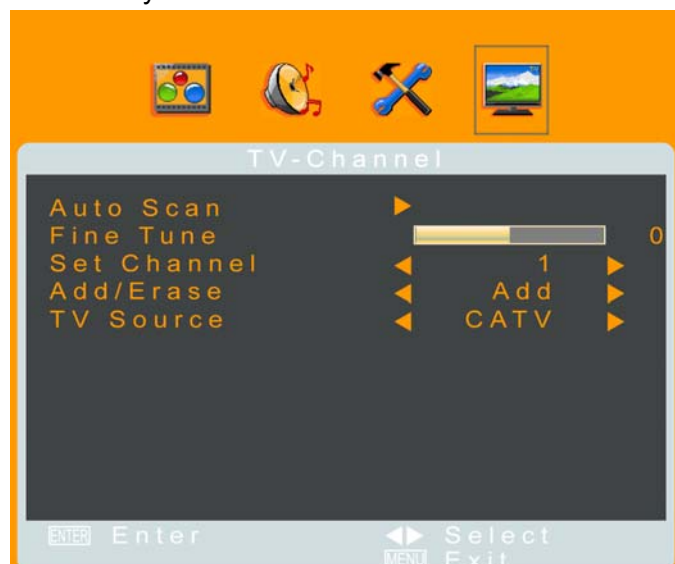 TV-Channel
Auto Scan
Fine Tune 0
Set Channel 1
Add/Erase Add
TV Source CATV
ENTER Enter Select
MENU Exit